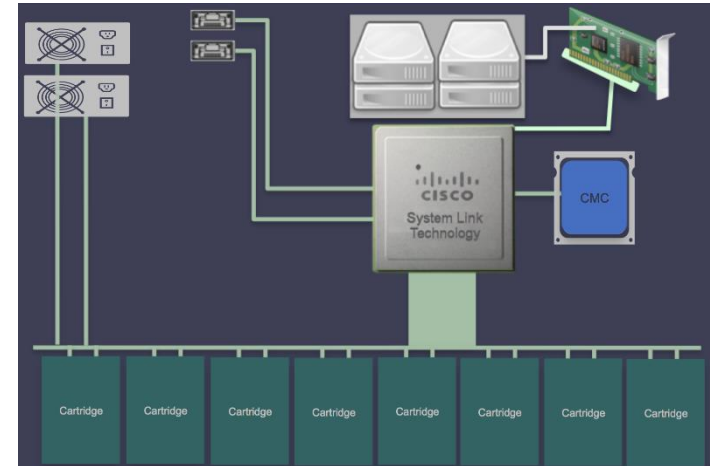 CISCO
System Link
Technology
CMC
Cartridge
Cartridge
Cartridge
Cartridge
Cartridge
Cartridge
Cartridge
Cartridge